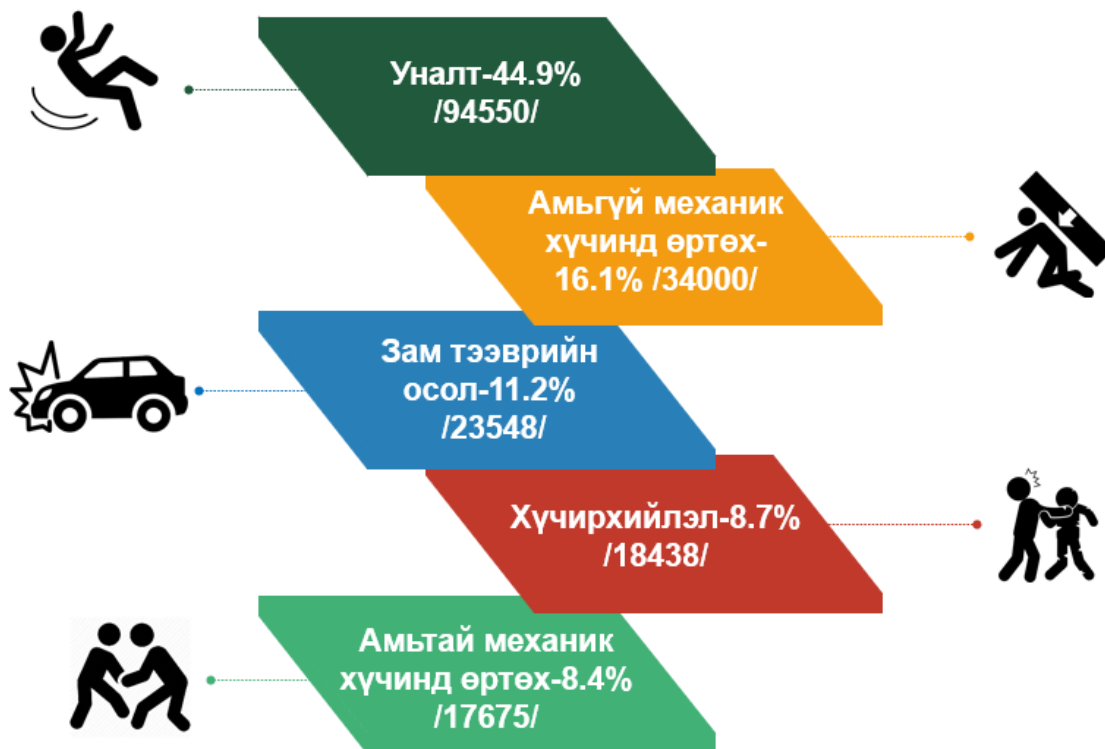 Уналт-44.9%
/94550/
Амьгүй механик
хүчинд өртөх-
16.1% /34000/
Зам тээврийн
осол-11.2%
/23548/
Хүчирхийлэл-8.7%
/18438/
Амьтай механик
хүчинд өртөх-8.4%
/17675/